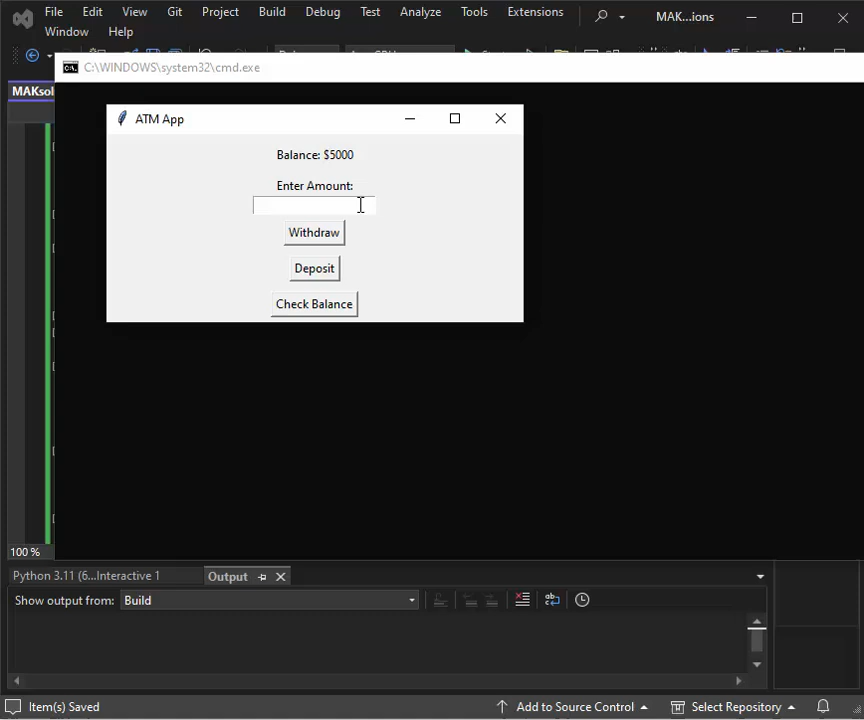 File Edit View Git Project Build Debug Test Analyze Tools Extensions MAK...ions
Window Help
C:\WINDOWS\system32\cmd.exe
MAKsol
ATM App
Balance: $5000
Enter Amount:
Withdraw
Deposit
Check Balance
100 %
Python 3.11 (6...Interactive 1 Output
Show output from: Build
Item(s) Saved Add to Source Control Select Repository